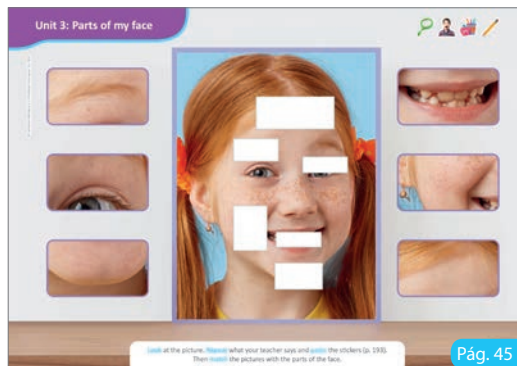 Unit 3: Parts of my face
Look at the picture. Repeat what your teacher says and paste the stickers (p. 193).
Then match the pictures with the parts of the face.
Pág. 45